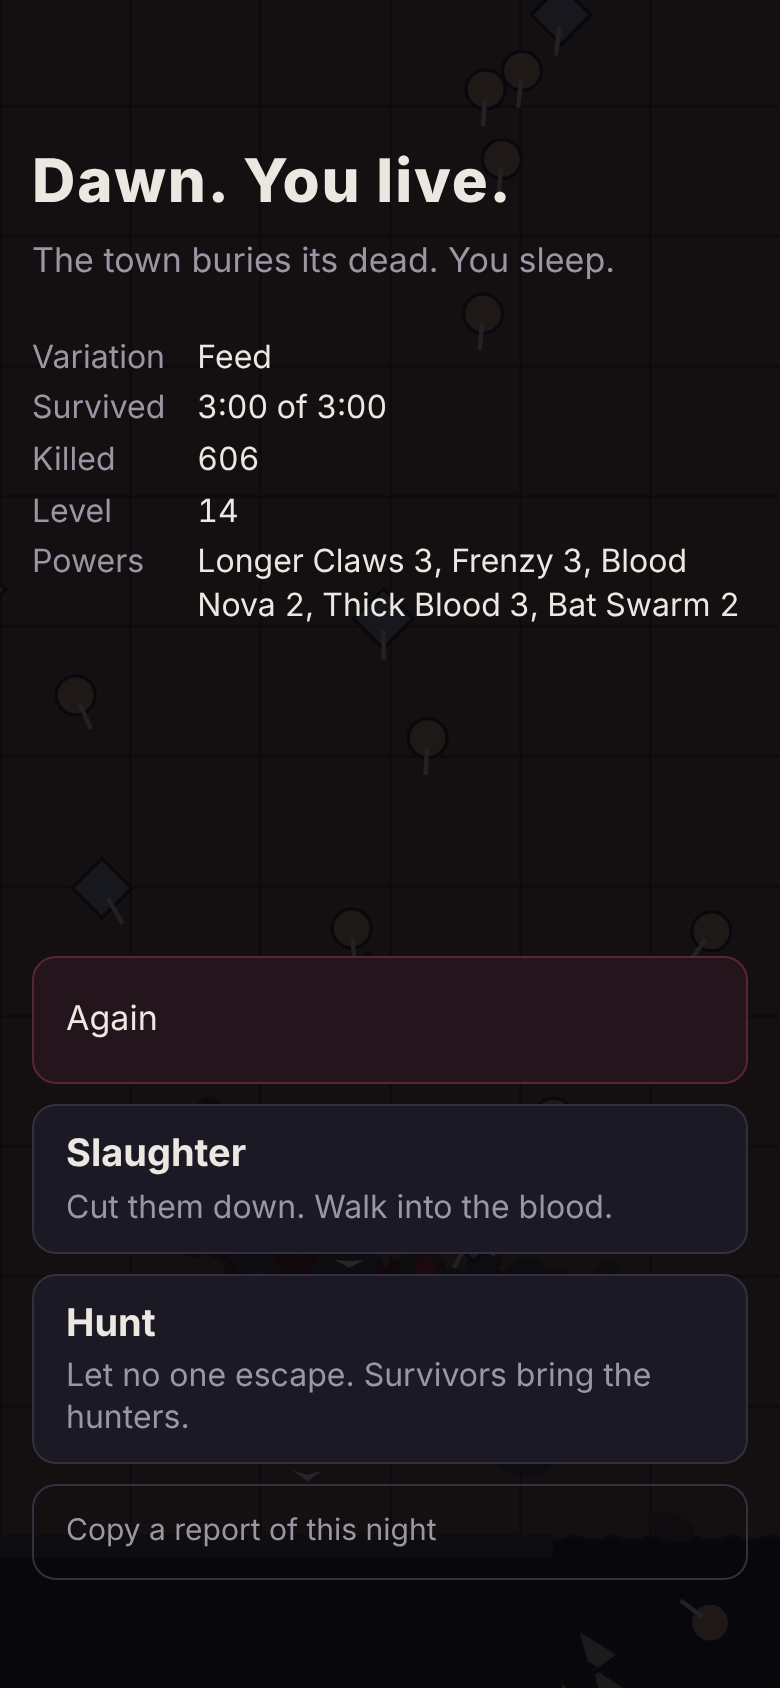 Dawn. You live.
The town buries its dead. You sleep.
Variation Feed
Survived 3:00 of 3:00
Killed 606
Level 14
Powers Longer Claws 3, Frenzy 3, Blood
Nova 2, Thick Blood 3, Bat Swarm 2
Again
Slaughter
Cut them down. Walk into the blood.
Hunt
Let no one escape. Survivors bring the
hunters.
Copy a report of this night